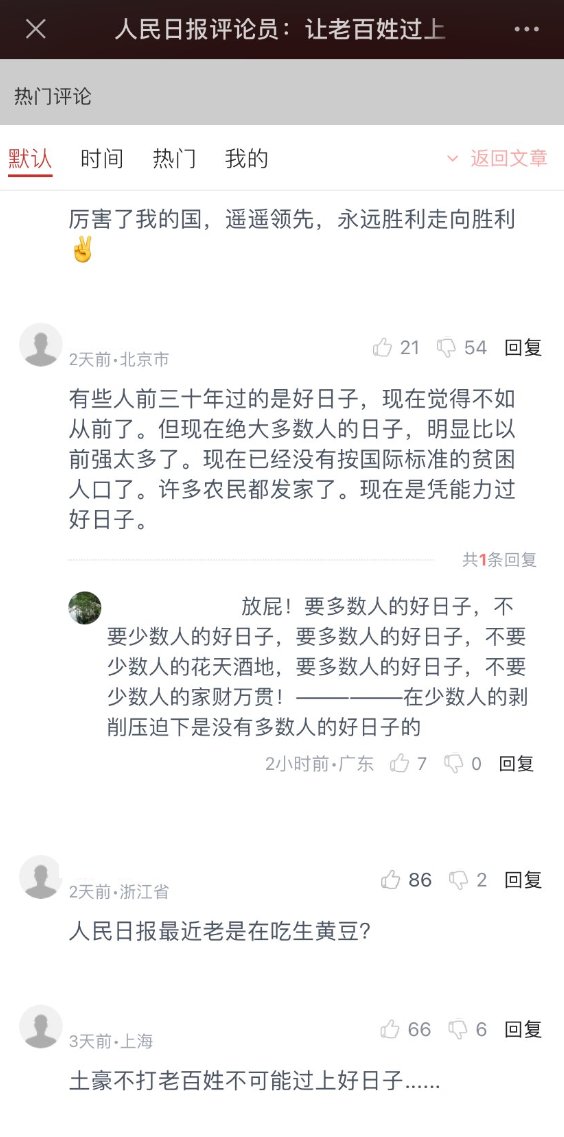 人民日报评论员：让老百姓过上
热门评论
默认 时间 热门 我的 返回文章
厉害了我的国，遥遥领先，永远胜利走向胜利
✌
2天前·北京市 21 54 回复
有些人前三十年过的是好日子，现在觉得不如
从前了。但现在绝大多数人的日子，明显比以
前强太多了。现在已经没有按国际标准的贫困
人口了。许多农民都发家了。现在是凭能力过
好日子。
共1条回复
放屁！要多数人的好日子，不
要少数人的好日子，要多数人的好日子，不要
少数人的花天酒地，要多数人的好日子，不要
少数人的家财万贯！—————在少数人的剥
削压迫下是没有多数人的好日子的
2小时前·广东 7 0 回复
2天前·浙江省 86 2 回复
人民日报最近老是在吃生黄豆?
3天前·上海 66 6 回复
土豪不打老百姓不可能过上好日子......